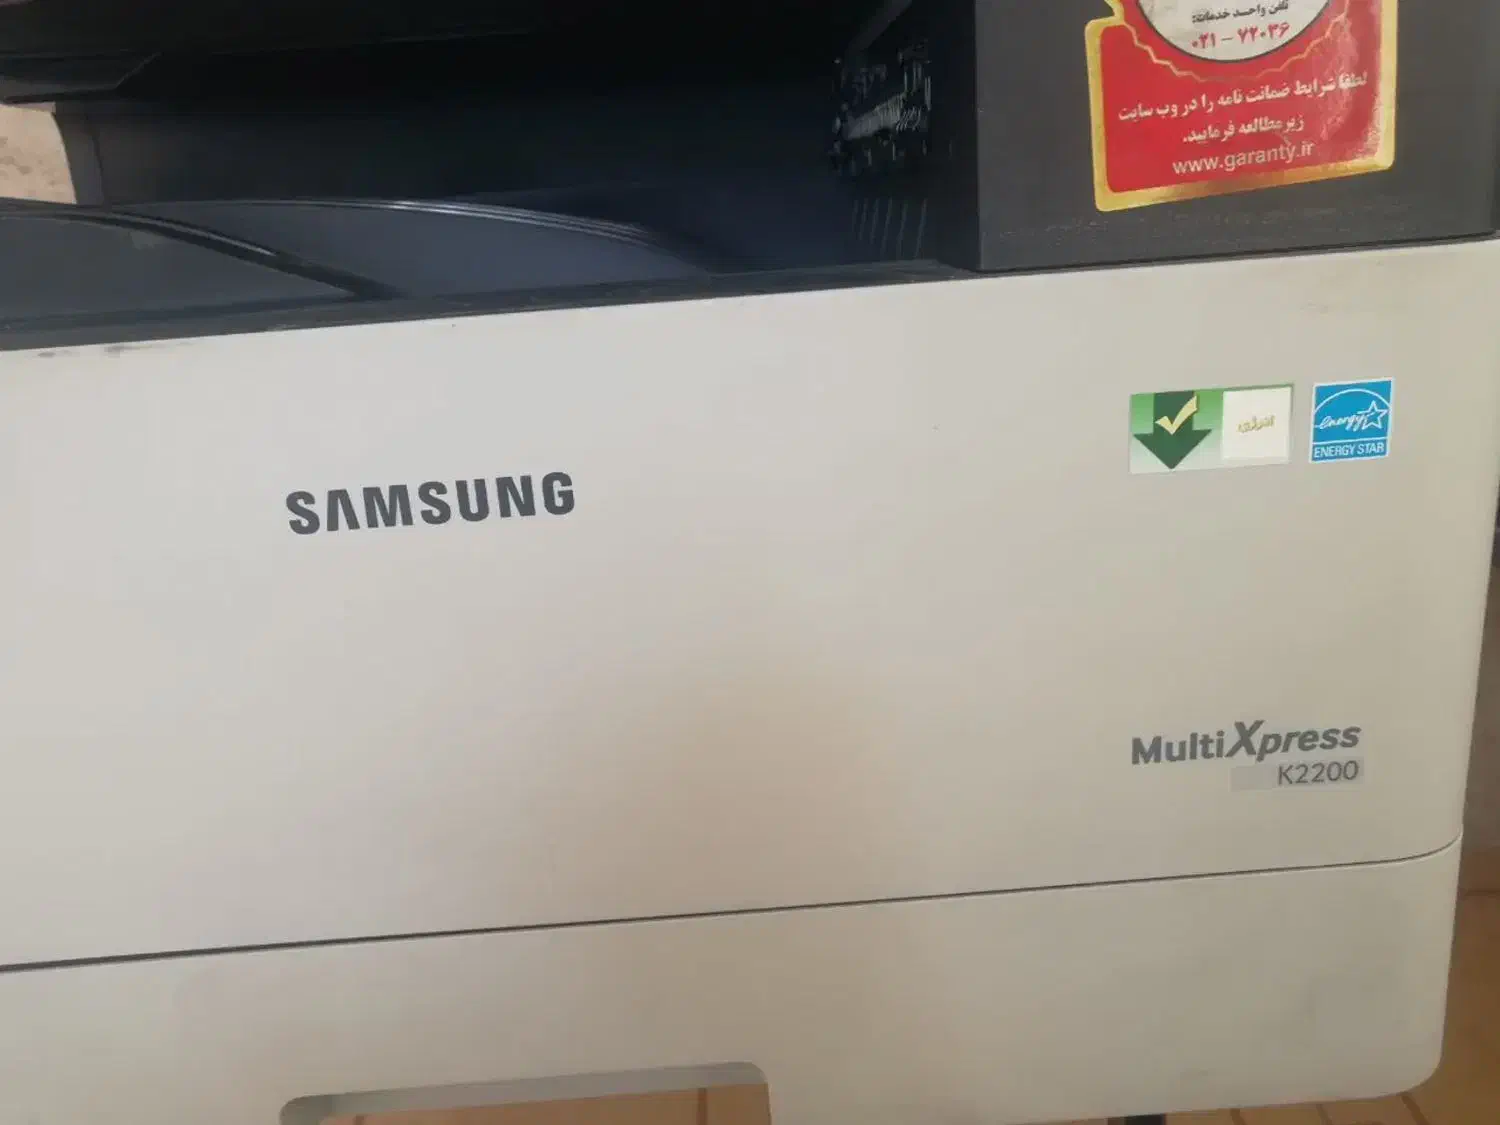 تلفن واحد خدمات:
۰۲۱ - ۷۲۰۳۶
لطفا شرایط ضمانت نامه را در وب سایت
زیر مطالعه فرمایید.
www.garanty.ir
انرژی
energy
ENERGY STAR
SAMSUNG
MultiXpress
K2200